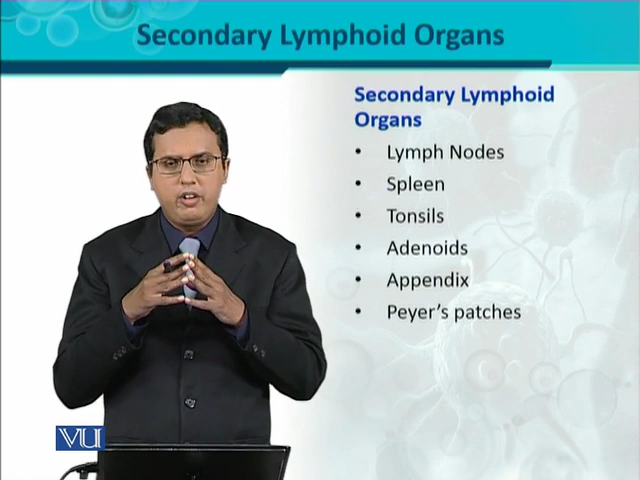 Secondary Lymphoid Organs
Secondary Lymphoid
Organs
• Lymph Nodes
• Spleen
• Tonsils
• Adenoids
• Appendix
• Peyer's patches
VU